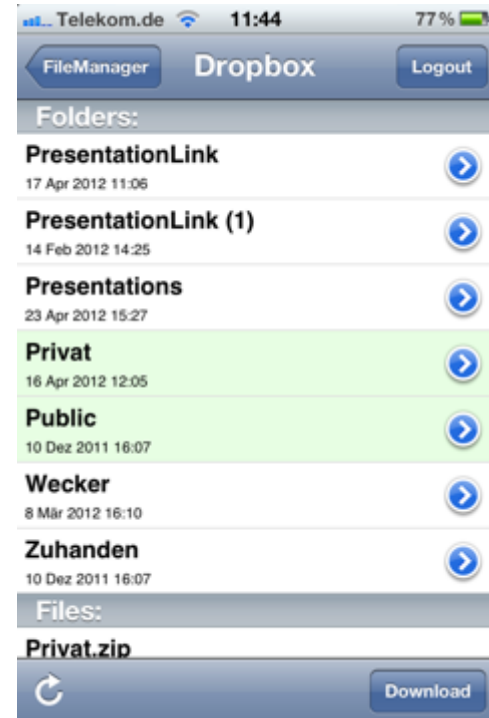 Telekom.de 11:44 77 %
FileManager Dropbox Logout
Folders:
PresentationLink
17 Apr 2012 11:06
PresentationLink (1)
14 Feb 2012 14:25
Presentations
23 Apr 2012 15:27
Privat
16 Apr 2012 12:05
Public
10 Dez 2011 16:07
Wecker
8 Mär 2012 16:10
Zuhanden
10 Dez 2011 16:07
Files:
Privat.zip
Download